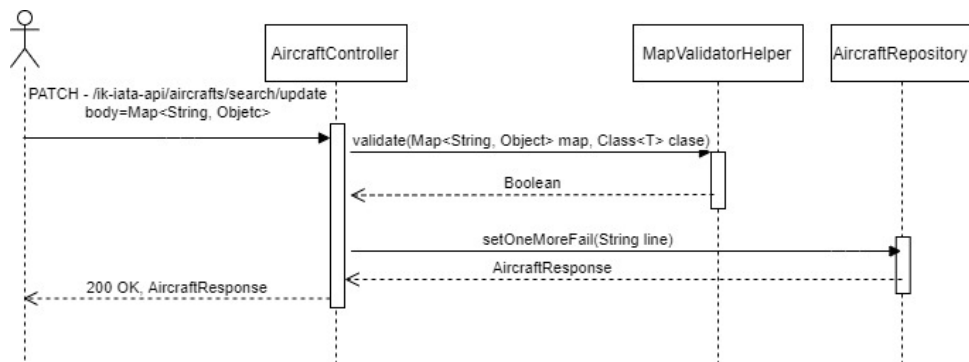 AircraftController
MapValidatorHelper
AircraftRepository
PATCH - /ik-iata-api/aircrafts/search/update
body=Map<String, Objetc>
validate(Map<String, Object> map, Class<T> clase)
Boolean
setOneMoreFail(String line)
AircraftResponse
200 OK, AircraftResponse